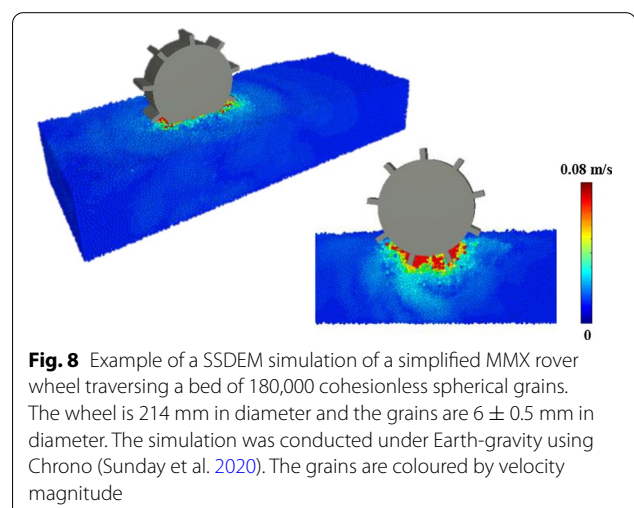 0.08 m/s
0
Fig. 8 Example of a SSDEM simulation of a simplified MMX rover
wheel traversing a bed of 180,000 cohesionless spherical grains.
The wheel is 214 mm in diameter and the grains are 6 ± 0.5 mm in
diameter. The simulation was conducted under Earth-gravity using
Chrono (Sunday et al. 2020). The grains are coloured by velocity
magnitude